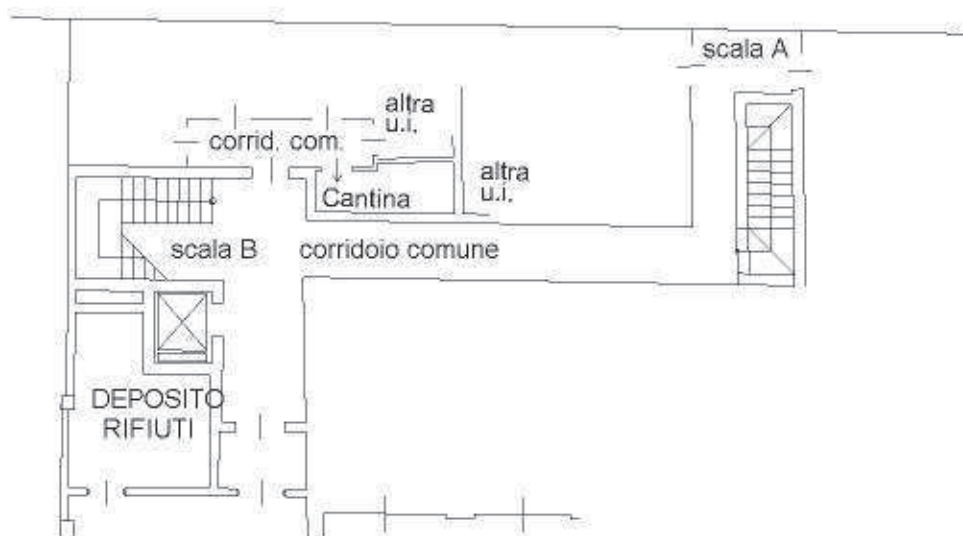 scala A
altra
u.i.
corrid. com.
altra
u.i.
Cantina
scala B
corridoio comune
DEPOSITO
RIFIUTI